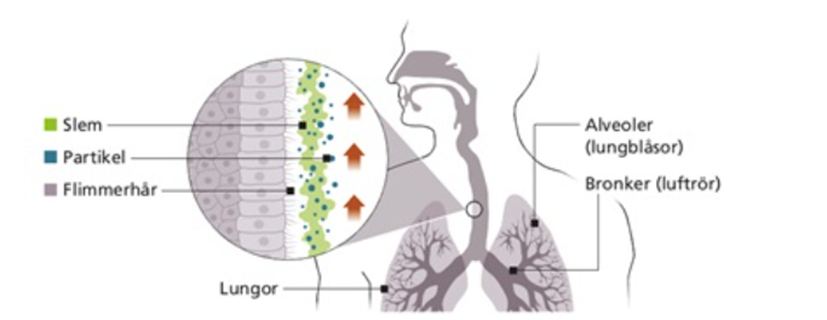 Slem
Partikel
Flimmerhår
Lungor
Alveoler
(lungblåsor)
Bronker (luftrör)